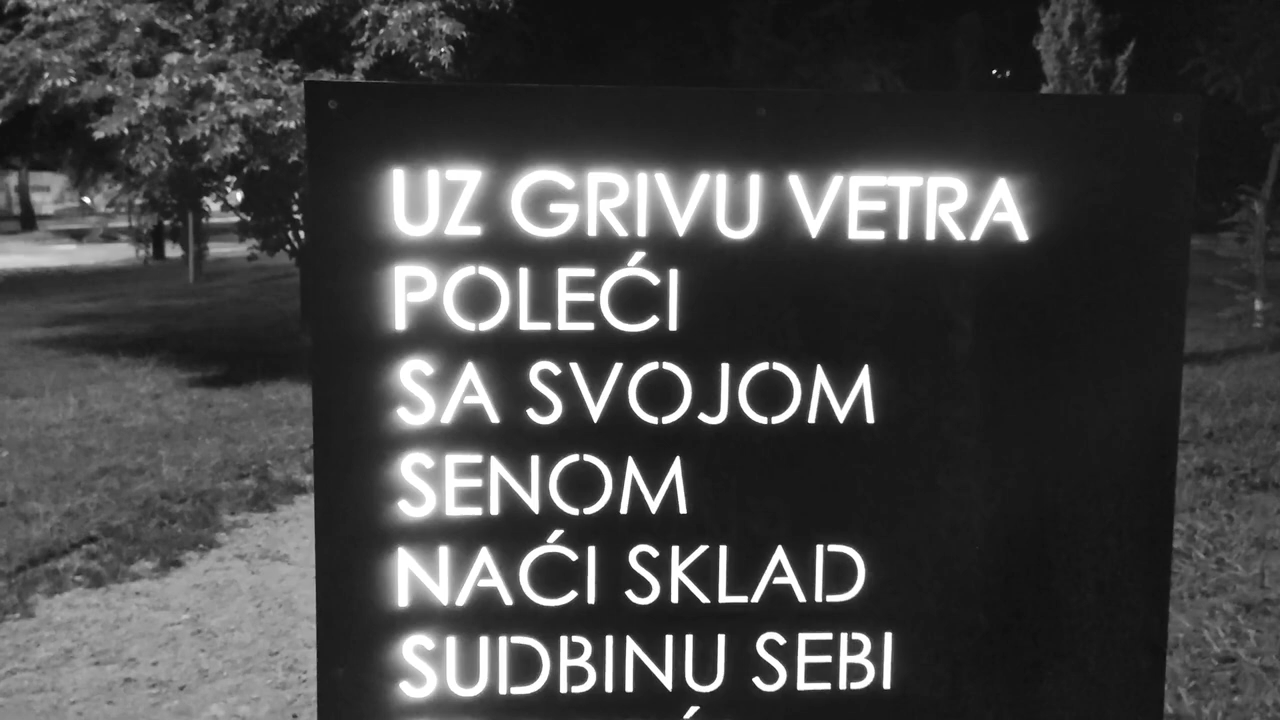 UZ GRIVU VETRA
POLEĆI
SA SVOJOM
SENOM
NAĆI SKLAD
SUDBINU SEBI